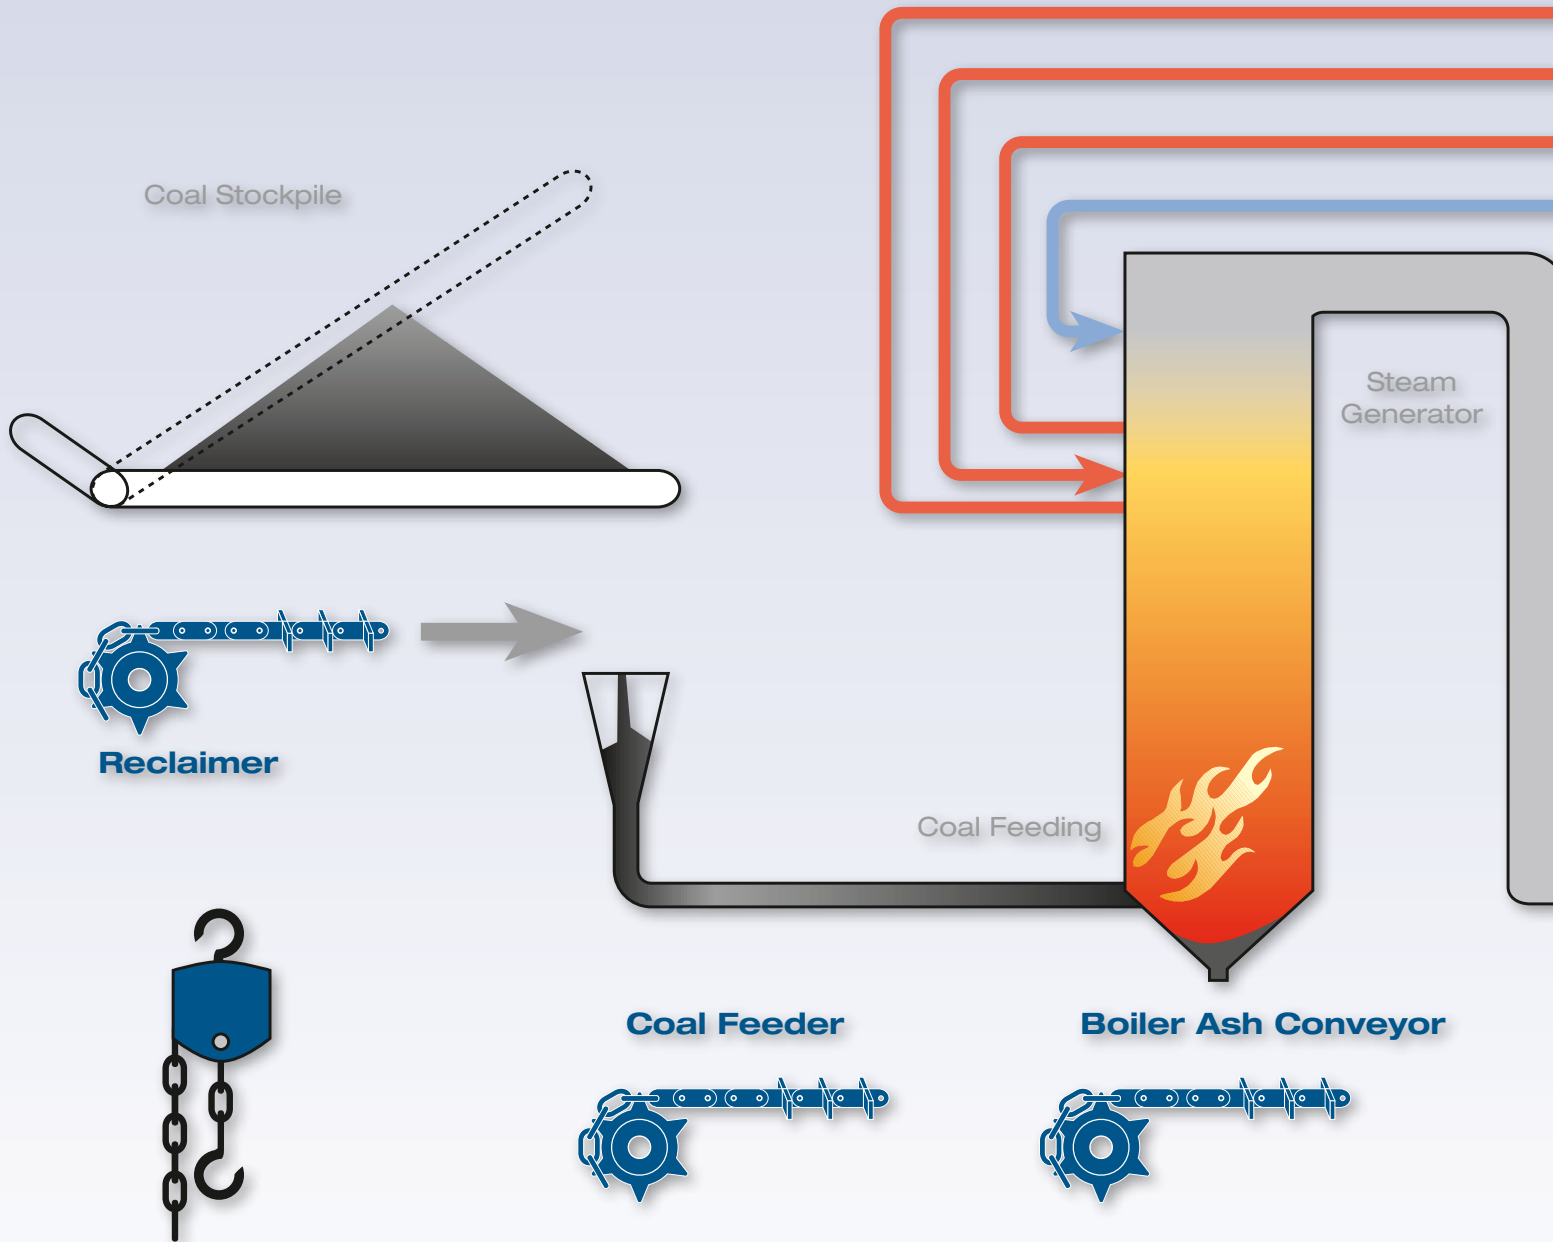 Coal Stockpile
Steam
Generator
Reclaimer
Coal Feeding
Coal Feeder
Boiler Ash Conveyor